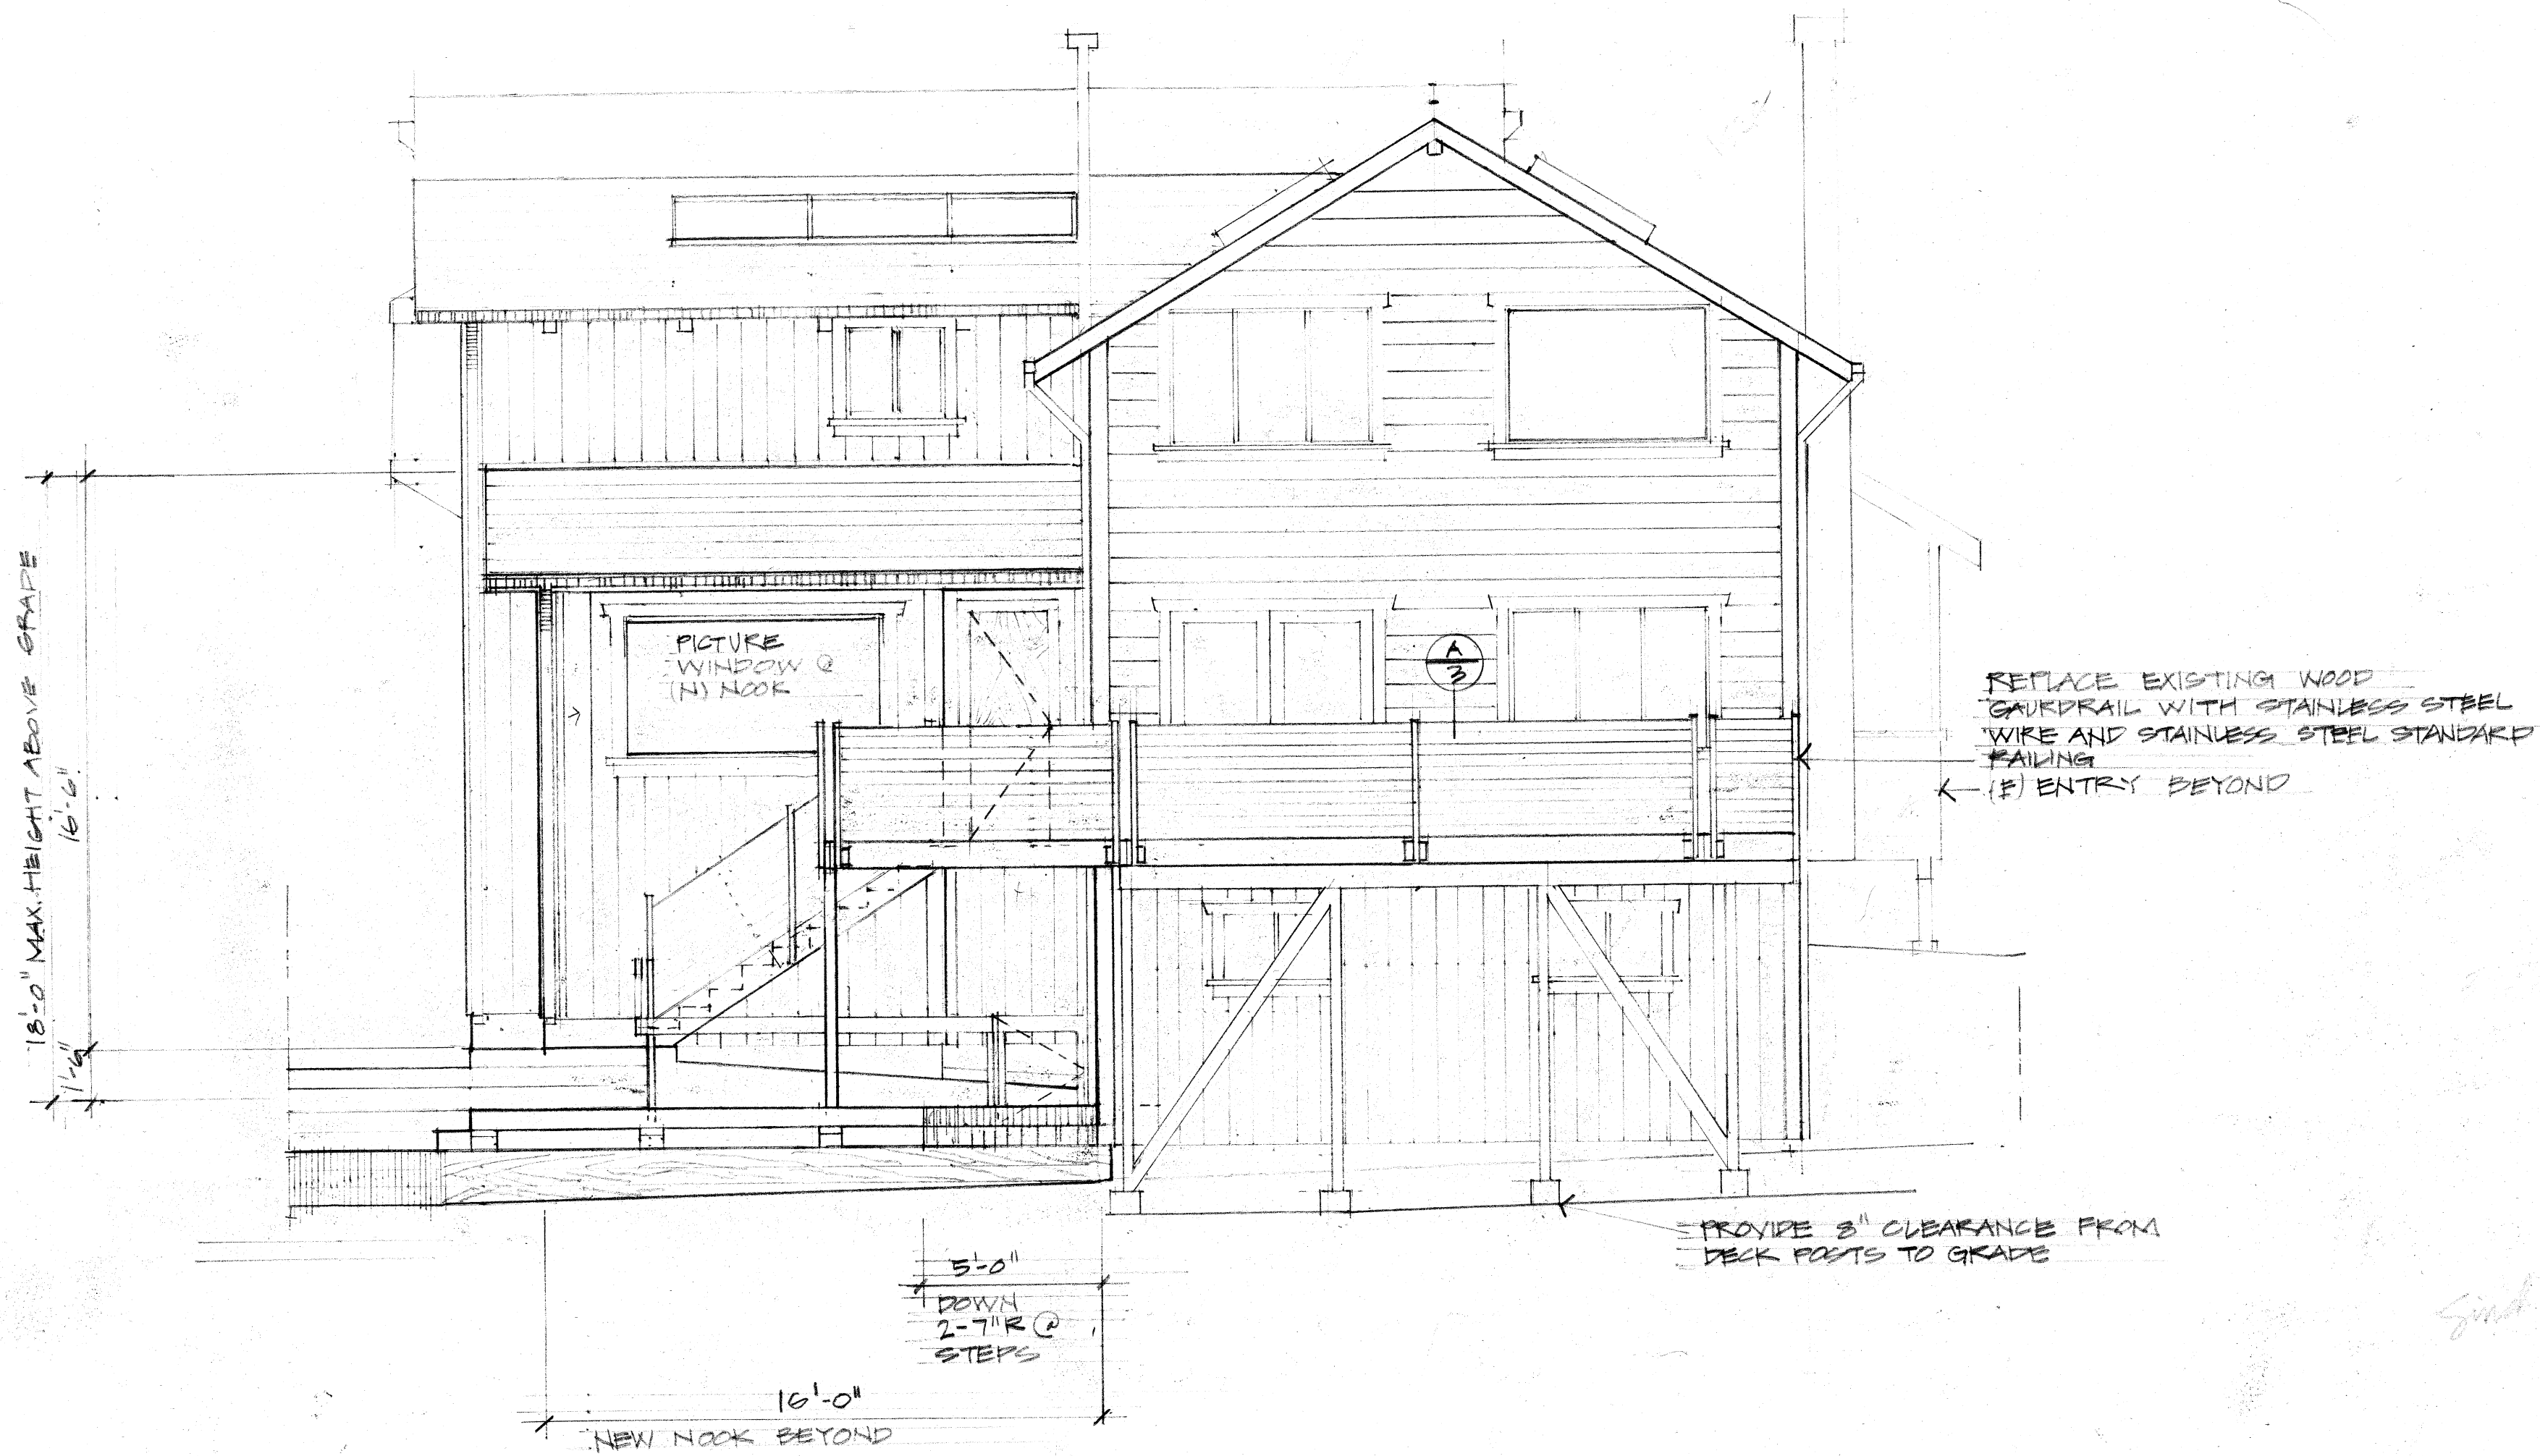 18'-0" MAX. HEIGHT ABOVE GRADE
16'-6"
1'-6"
PICTURE
WINDOW @
(N) NOOK
A
3
REPLACE EXISTING WOOD
GAURDRAIL WITH STAINLESS STEEL
WIRE AND STAINLESS STEEL STANDARD
RAILING
(E) ENTRY BEYOND
PROVIDE 8" CLEARANCE FROM
DECK POSTS TO GRADE
5'-0"
DOWN
2-7"R @
STEPS
16'-0"
NEW NOOK BEYOND